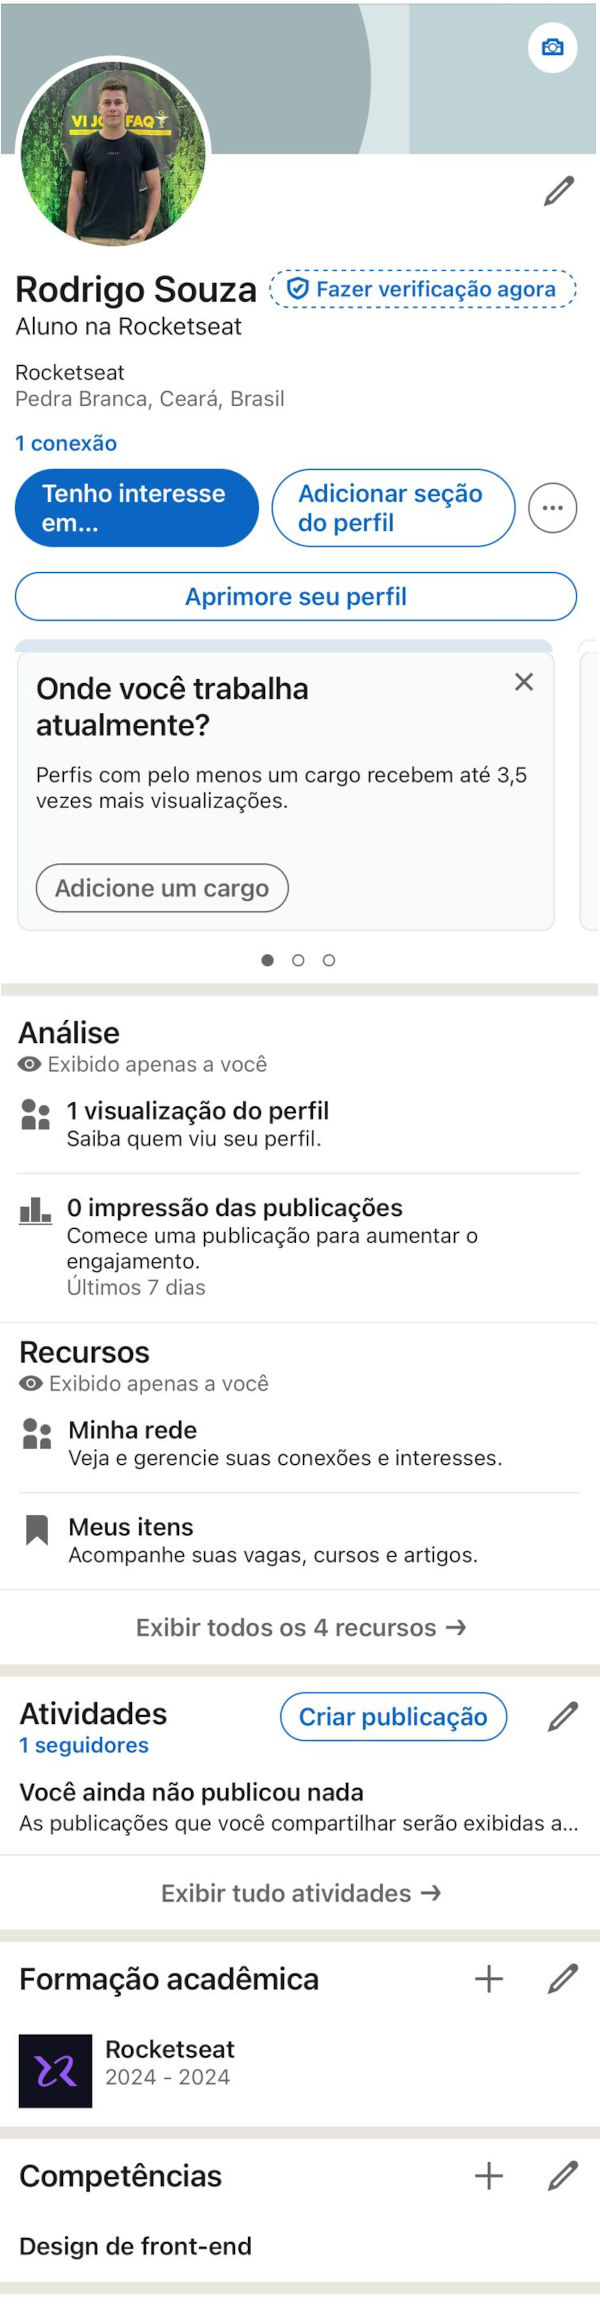 VI JO FAQ
Rodrigo Souza
Fazer verificação agora
Aluno na Rocketseat
Rocketseat
Pedra Branca, Ceará, Brasil
1 conexão
Tenho interesse
em...
Adicionar seção
do perfil
Aprimore seu perfil
Onde você trabalha
atualmente?
Perfis com pelo menos um cargo recebem até 3,5
vezes mais visualizações.
Adicione um cargo
Análise
Exibido apenas a você
1 visualização do perfil
Saiba quem viu seu perfil.
0 impressão das publicações
Comece uma publicação para aumentar o
engajamento.
Últimos 7 dias
Recursos
Exibido apenas a você
Minha rede
Veja e gerencie suas conexões e interesses.
Meus itens
Acompanhe suas vagas, cursos e artigos.
Exibir todos os 4 recursos →
Atividades
Criar publicação
1 seguidores
Você ainda não publicou nada
As publicações que você compartilhar serão exibidas a...
Exibir tudo atividades →
Formação acadêmica
Rocketseat
2024 - 2024
Competências
Design de front-end